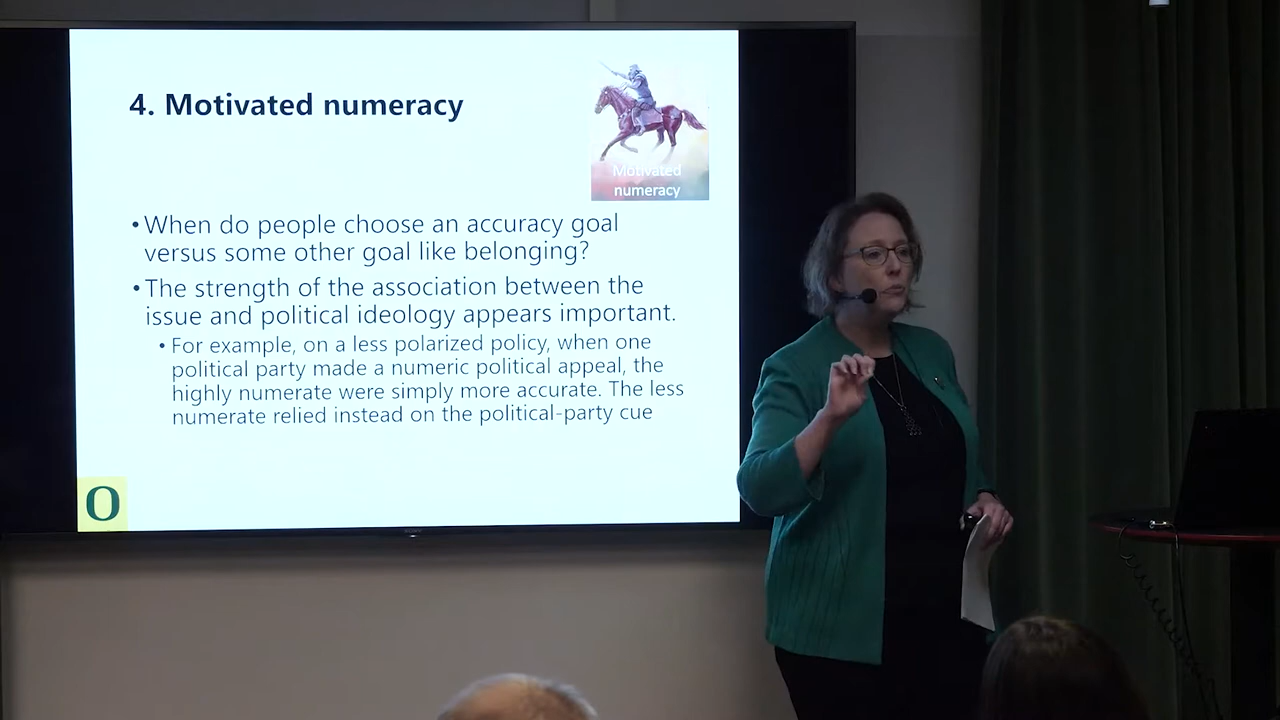 4. Motivated numeracy
Motivated
numeracy
•When do people choose an accuracy goal
versus some other goal like belonging?
•The strength of the association between the
issue and political ideology appears important.
•For example, on a less polarized policy, when one
political party made a numeric political appeal, the
highly numerate were simply more accurate. The less
numerate relied instead on the political-party cue
O